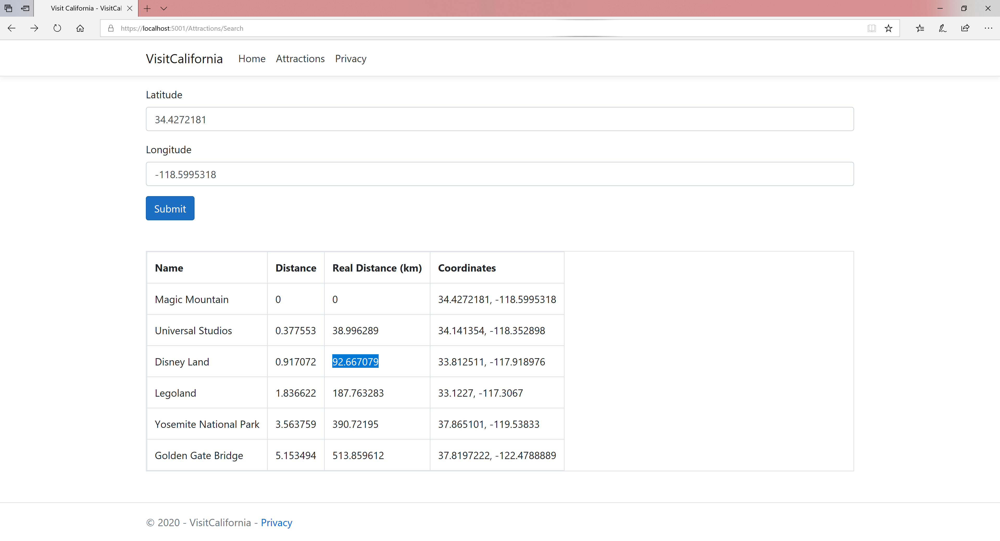 Visit California - VisitCal
https://localhost:5001/Attractions/Search
VisitCalifornia Home Attractions Privacy
Latitude
34.4272181
Longitude
-118.5995318
Submit
Name Distance Real Distance (km) Coordinates
Magic Mountain 0 0 34.4272181, -118.5995318
Universal Studios 0.377553 38.996289 34.141354, -118.352898
Disney Land 0.917072 92.667079 33.812511, -117.918976
Legoland 1.836622 187.763283 33.1227, -117.3067
Yosemite National Park 3.563759 390.72195 37.865101, -119.53833
Golden Gate Bridge 5.153494 513.859612 37.8197222, -122.4788889
© 2020 - VisitCalifornia - Privacy